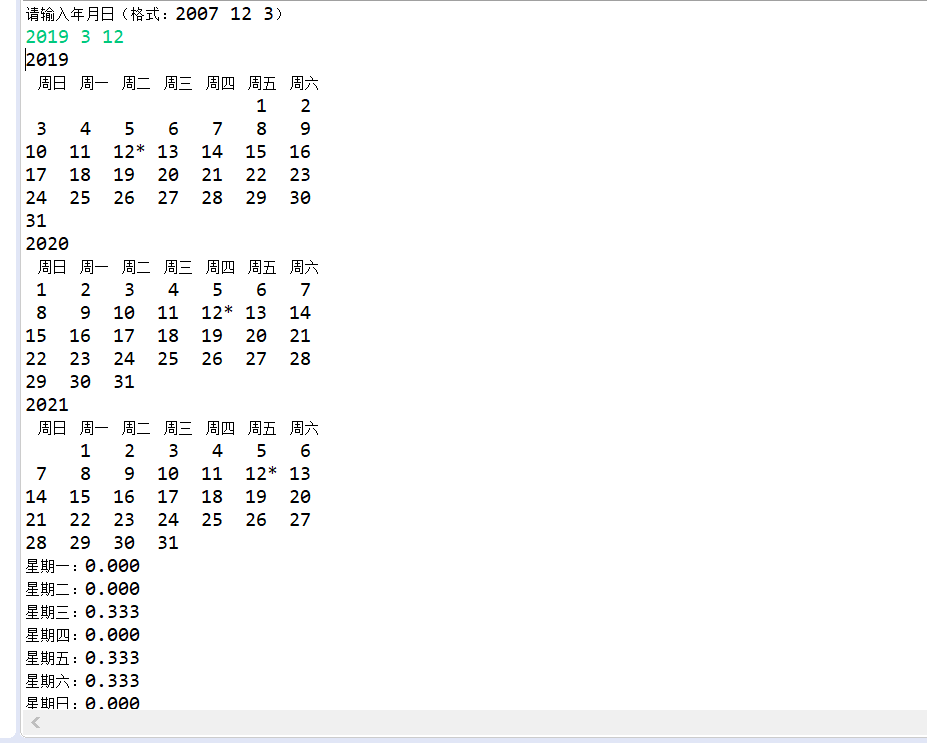 请输入年月日（格式：2007 12 3）
2019 3 12
2019
周日 周一 周二 周三 周四 周五 周六
1 2
3 4 5 6 7 8 9
10 11 12* 13 14 15 16
17 18 19 20 21 22 23
24 25 26 27 28 29 30
31
2020
周日 周一 周二 周三 周四 周五 周六
1 2 3 4 5 6 7
8 9 10 11 12* 13 14
15 16 17 18 19 20 21
22 23 24 25 26 27 28
29 30 31
2021
周日 周一 周二 周三 周四 周五 周六
1 2 3 4 5 6
7 8 9 10 11 12* 13
14 15 16 17 18 19 20
21 22 23 24 25 26 27
28 29 30 31
星期一：0.000
星期二：0.000
星期三：0.333
星期四：0.000
星期五：0.333
星期六：0.333
星期日：0.000